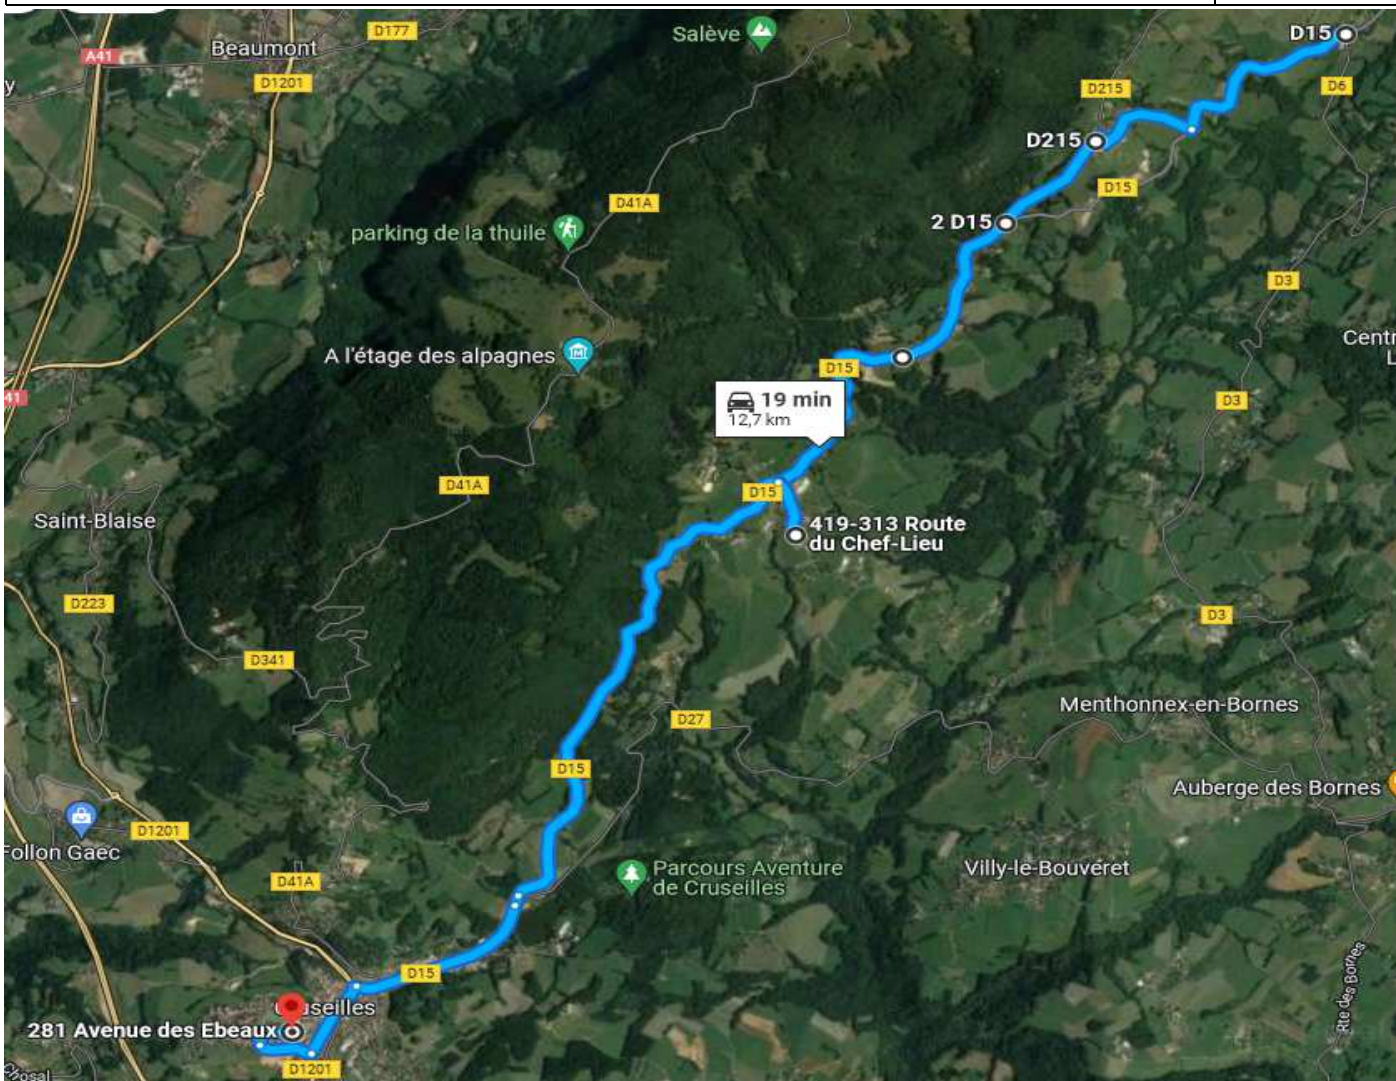 D15
D177
Salève
Beaumont
A41
D1201
y
D215
D6
D215
D15
D41A
2 D15
parking de la thuile
D3
Centr
L
A l'étage des alpagnes
D15
41
D3
19 min
12,7 km
D41A
D15
Saint-Blaise
419-313 Route
du Chef-Lieu
D223
D3
D341
Menthonnex-en-Bornes
D27
D15
Auberge des Bornes
D1201
Follon Gaec
Parcours Aventure
de Cruseilles
Villy-le-Bouveret
D41A
D15
Rte des Bornes
Cruseilles
281 Avenue des Ebeaux
D1201
Chosal